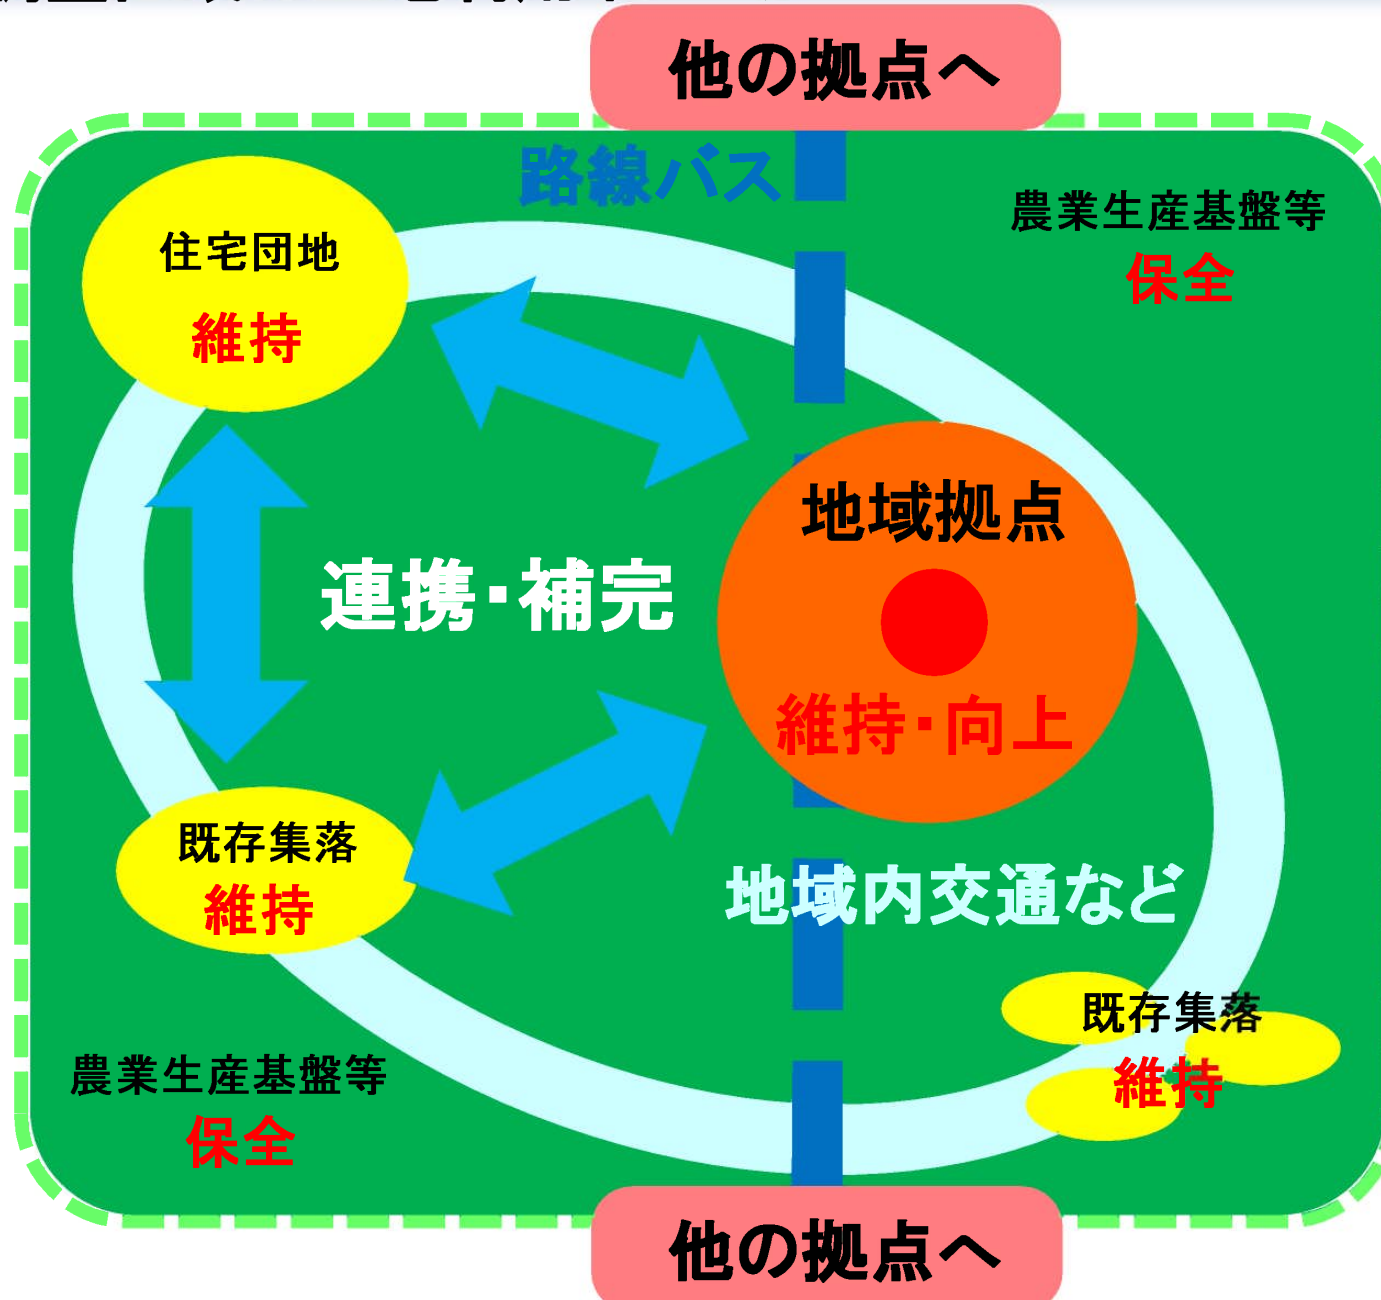 他の拠点へ
路線バス
農業生産基盤等
保全
住宅団地
維持
地域拠点
連携・補完
維持・向上
既存集落
維持
地域内交通など
既存集落
維持
農業生産基盤等
保全
他の拠点へ